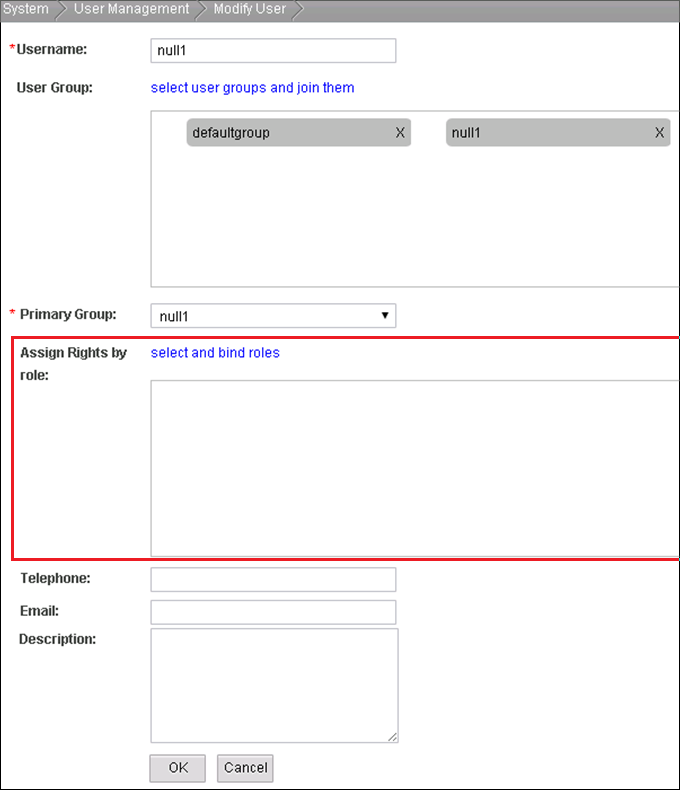 System User Management Modify User
*Username: null1
User Group: select user groups and join them
defaultgroup X null1 X
* Primary Group: null1
Assign Rights by role: select and bind roles
Telephone:
Email:
Description:
OK Cancel